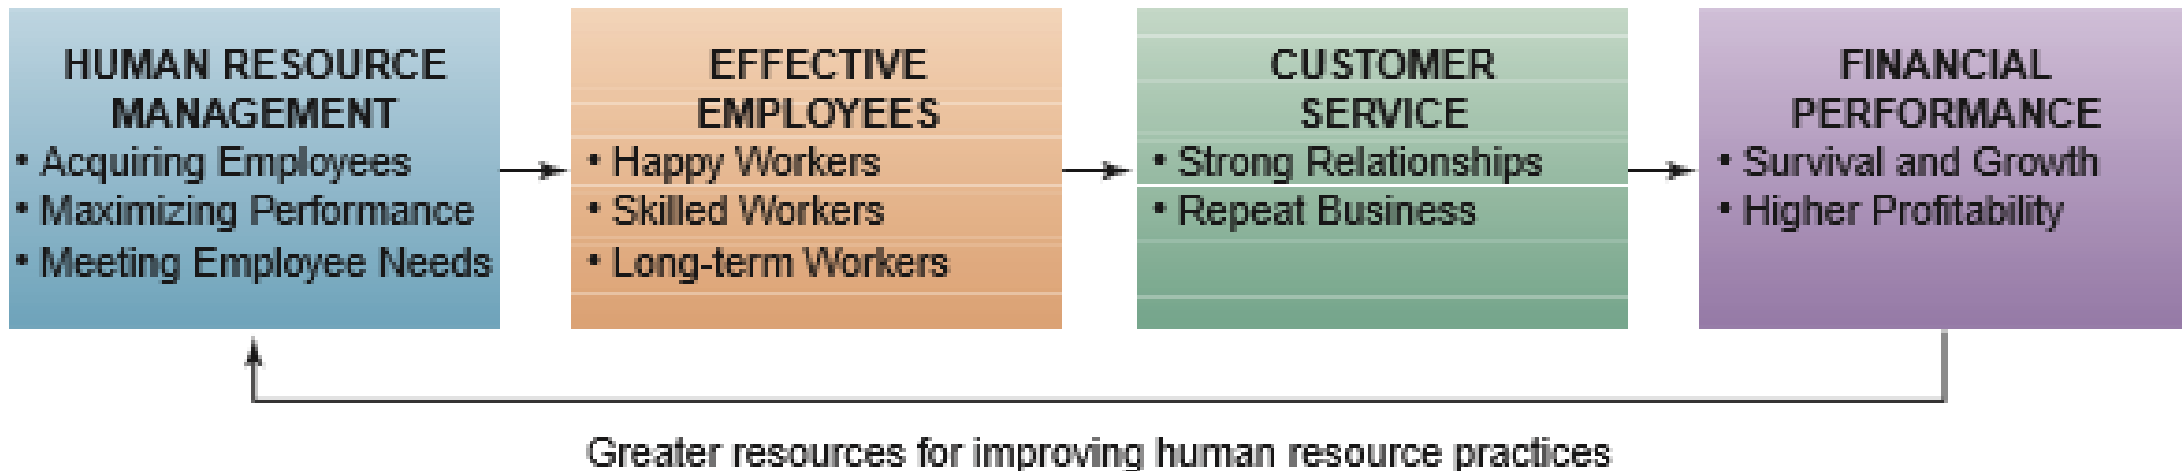 HUMAN RESOURCE
MANAGEMENT
• Acquiring Employees
• Maximizing Performance
• Meeting Employee Needs
EFFECTIVE
EMPLOYEES
• Happy Workers
• Skilled Workers
• Long-term Workers
CUSTOMER
SERVICE
• Strong Relationships
• Repeat Business
FINANCIAL
PERFORMANCE
• Survival and Growth
• Higher Profitability
Greater resources for improving human resource practices